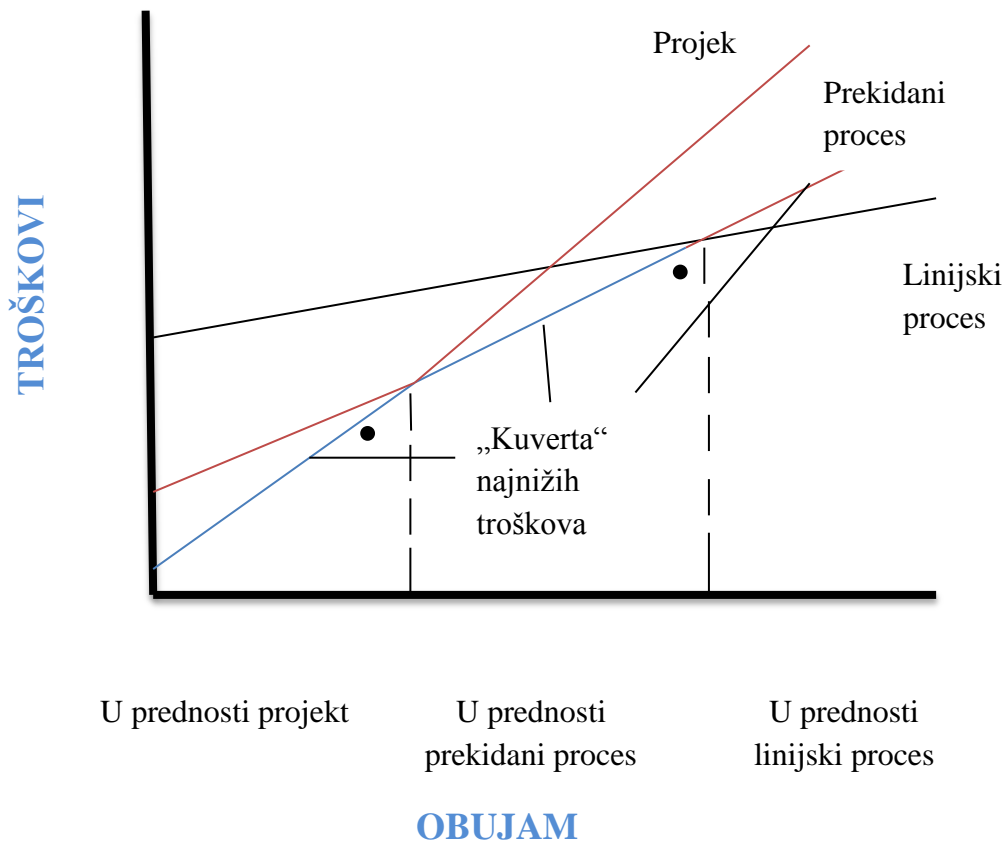 Projek
Prekidani
proces
TROŠKOVI
Linijski
proces
„Kuverta“
najnižih
troškova
U prednosti projekt
U prednosti
prekidani proces
U prednosti
linijski proces
OBUJAM